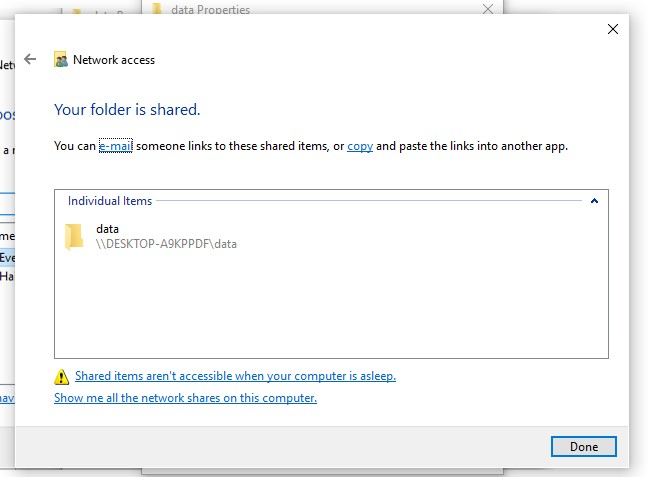 data Properties
Network access
Your folder is shared.
You can e-mail someone links to these shared items, or copy and paste the links into another app.
Individual Items
data
\\DESKTOP-A9KPPDF\data
Shared items aren't accessible when your computer is asleep.
Show me all the network shares on this computer.
Done